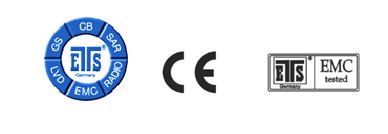 GS CB SAR
ETS®
Germany
LVD EMC RADIO
CE
ETS®
Germany
EMC
tested